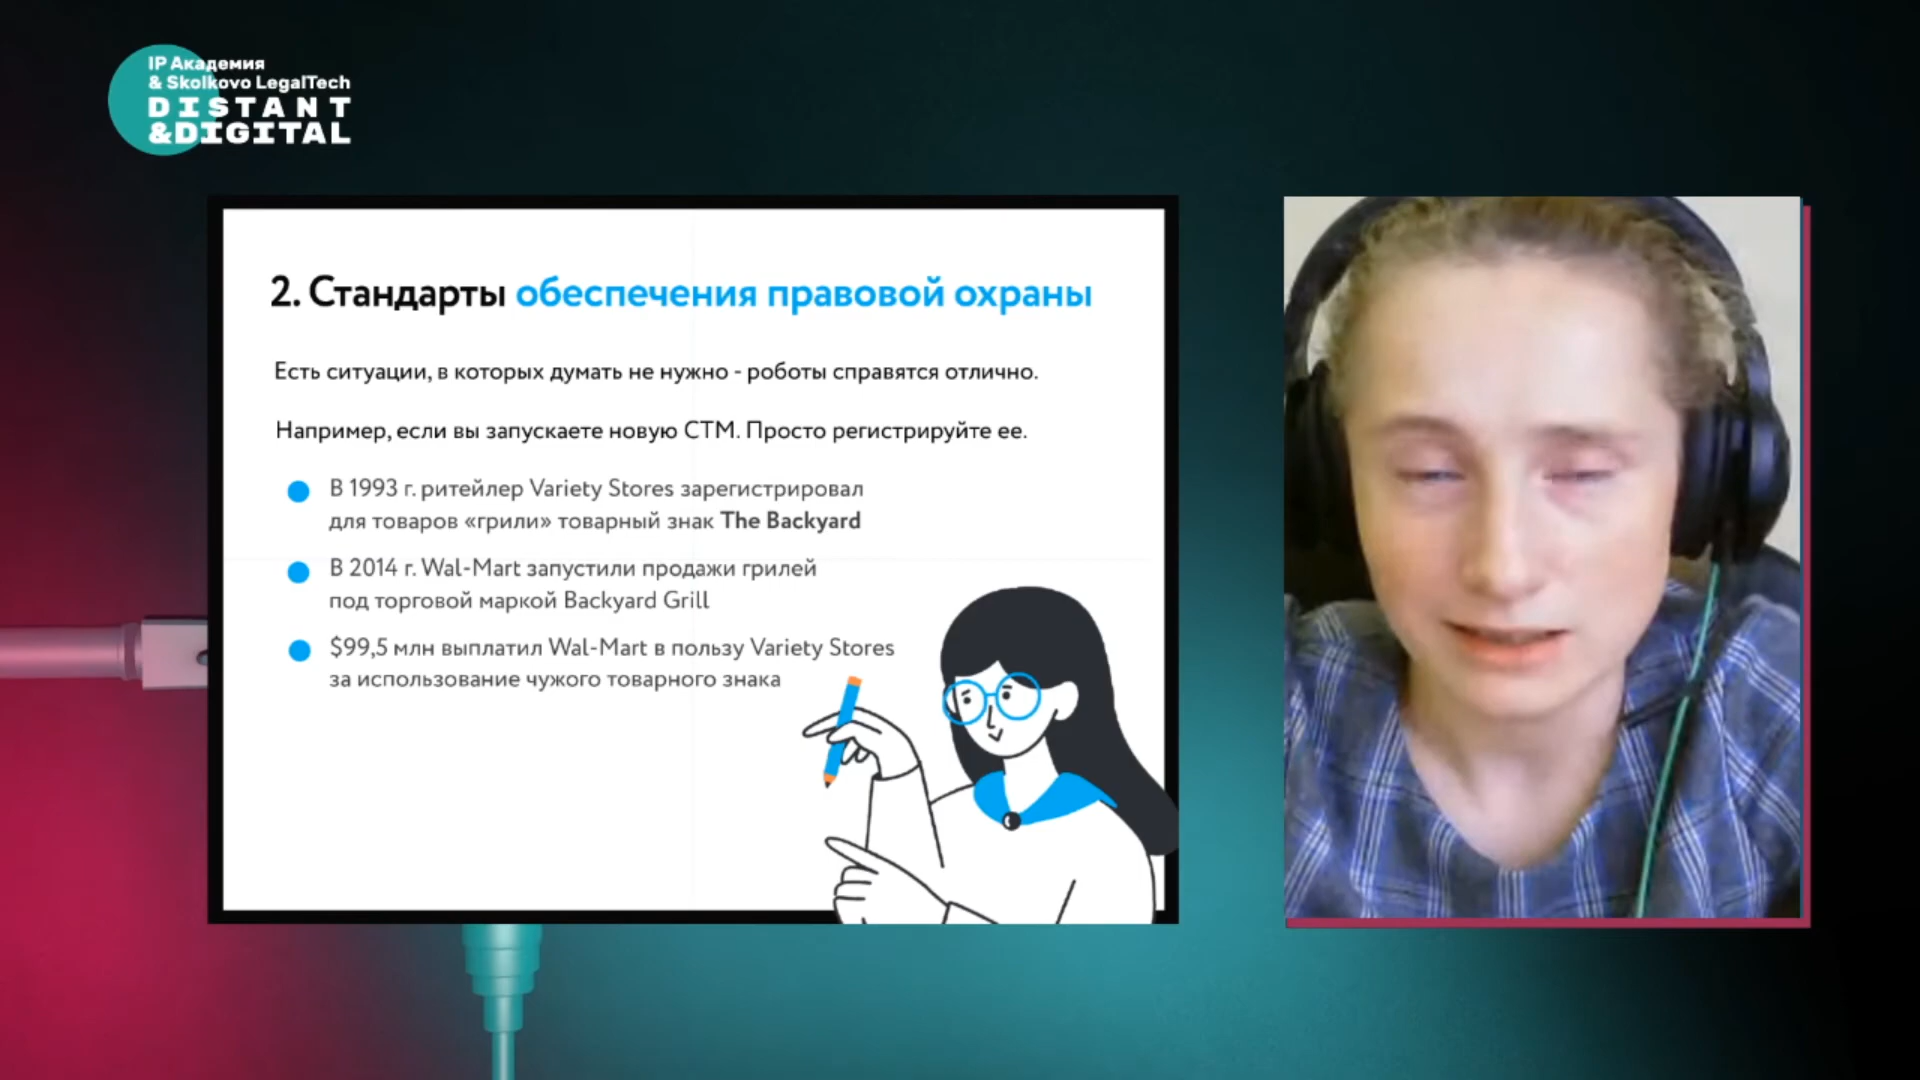 IP Академия
& Skolkovo LegalTech
DISTANT
&DIGITAL
2. Стандарты обеспечения правовой охраны
Есть ситуации, в которых думать не нужно - роботы справятся отлично.
Например, если вы запускаете новую СТМ. Просто регистрируйте ее.
В 1993 г. ритейлер Variety Stores зарегистрировал
для товаров «грили» товарный знак The Backyard
В 2014 г. Wal-Mart запустили продажи грилей
под торговой маркой Backyard Grill
$99,5 млн выплатил Wal-Mart в пользу Variety Stores
за использование чужого товарного знака